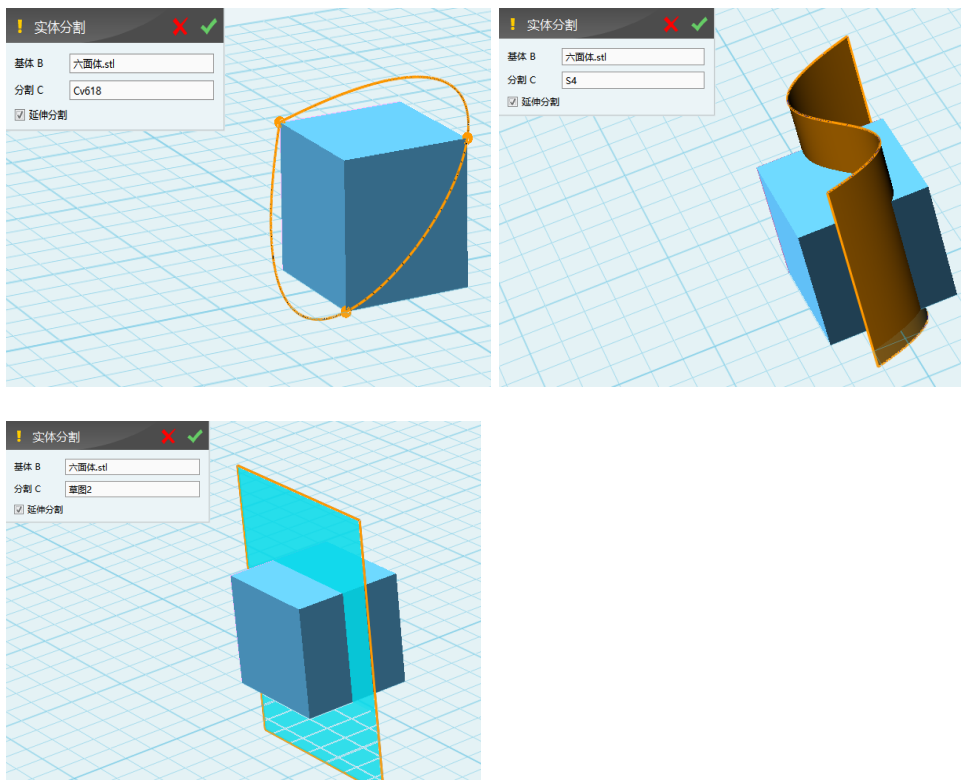 ! 实体分割
基体 B 六面体.stl
分割 C Cv618
延伸分割
! 实体分割
基体 B 六面体.stl
分割 C S4
延伸分割
! 实体分割
基体 B 六面体.stl
分割 C 草图2
延伸分割